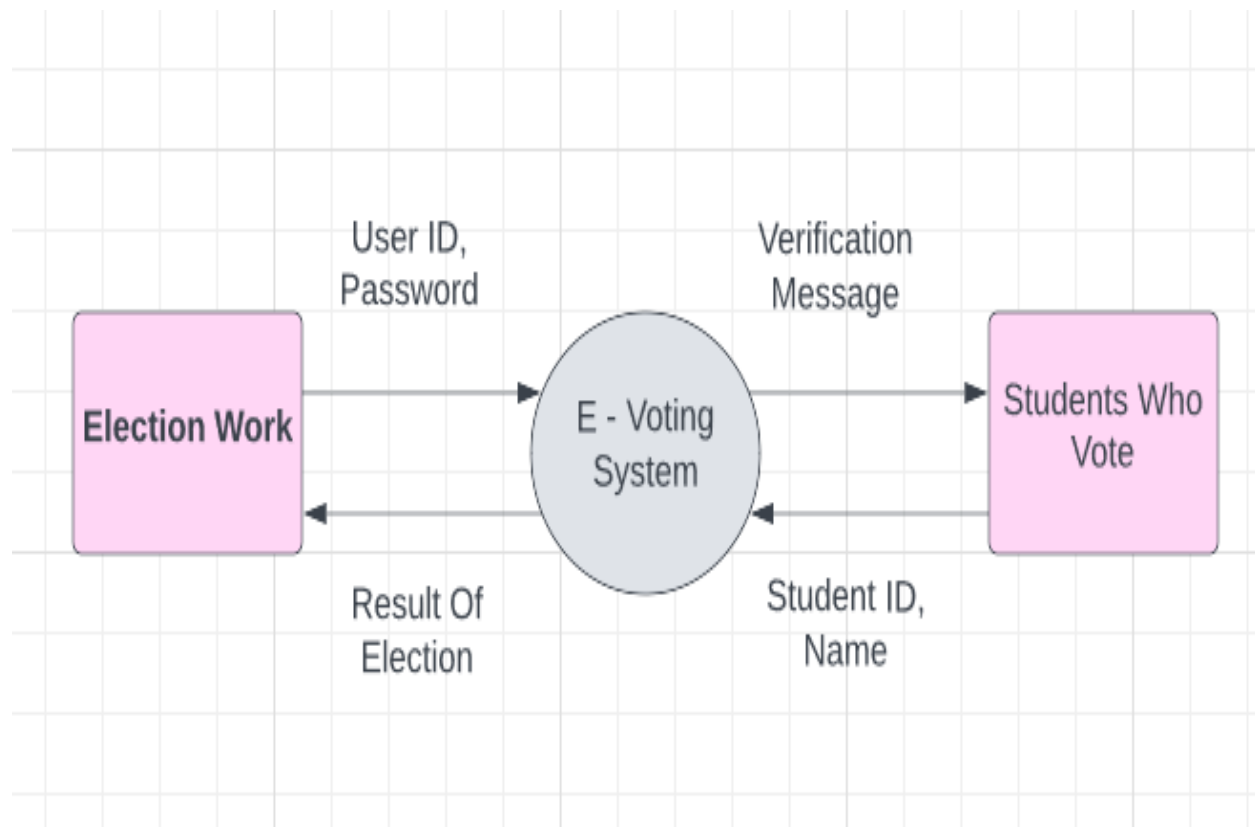 User ID,
Password
Verification
Message
Election Work
E - Voting
System
Students Who
Vote
Result Of
Election
Student ID,
Name